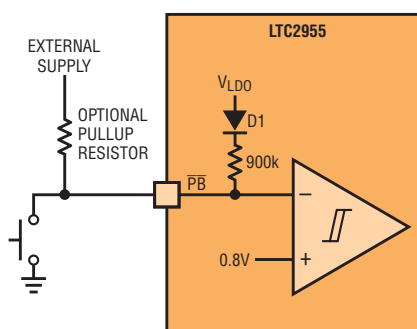 LTC2955
EXTERNAL
SUPPLY
VLDO
OPTIONAL
PULLUP
RESISTOR
D1
900k
PB
–
0.8V
+